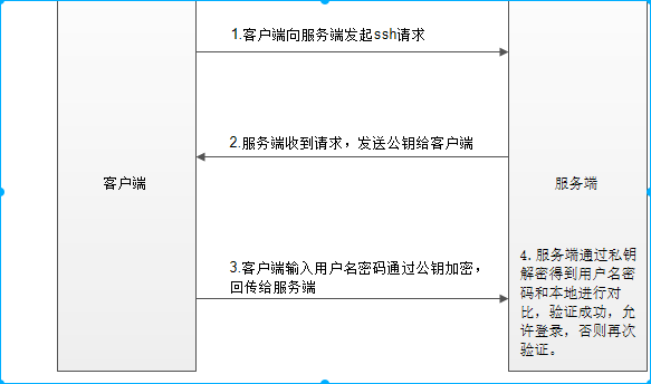 1.客户端向服务端发起ssh请求
2.服务端收到请求，发送公钥给客户端
客户端
服务端
3.客户端输入用户名密码通过公钥加密，
回传给服务端
4.服务端通过私钥
解密得到用户名密
码和本地进行对
比，验证成功，允
许登录，否则再次
验证。